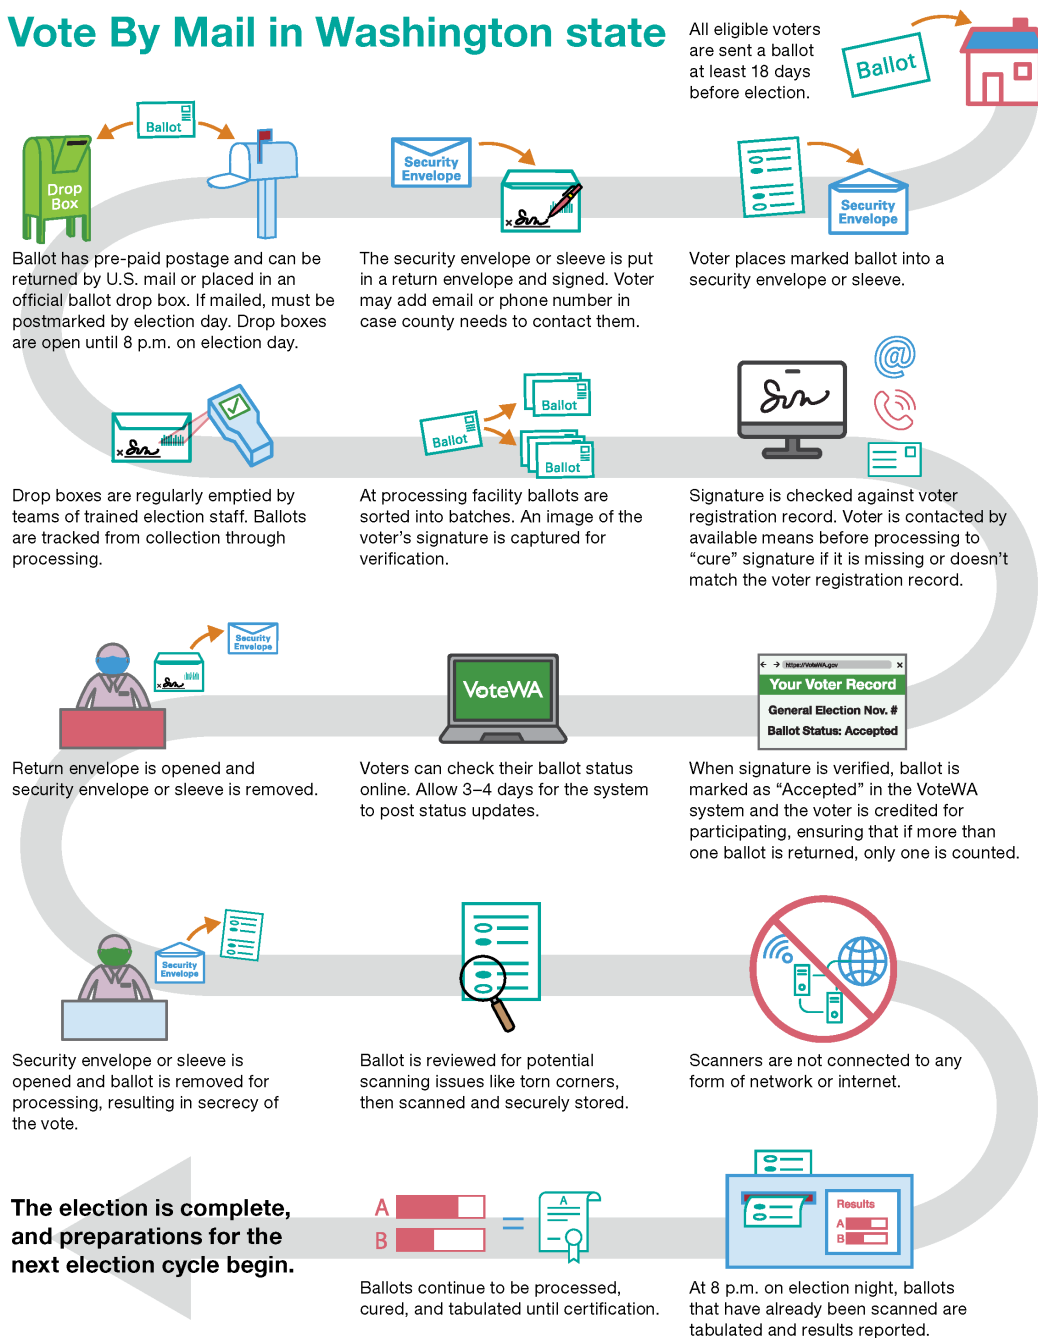 Vote By Mail in Washington state
All eligible voters
are sent a ballot
at least 18 days
before election.
Ballot
Security
Envelope
Voter places marked ballot into a
security envelope or sleeve.
Security
Envelope
x
The security envelope or sleeve is put
in a return envelope and signed. Voter
may add email or phone number in
case county needs to contact them.
Ballot
Drop
Box
Ballot has pre-paid postage and can be
returned by U.S. mail or placed in an
official ballot drop box. If mailed, must be
postmarked by election day. Drop boxes
are open until 8 p.m. on election day.
x
Drop boxes are regularly emptied by
teams of trained election staff. Ballots
are tracked from collection through
processing.
Ballot
Ballot
Ballot
At processing facility ballots are
sorted into batches. An image of the
voter’s signature is captured for
verification.
@
Signature is checked against voter
registration record. Voter is contacted by
available means before processing to
“cure” signature if it is missing or doesn’t
match the voter registration record.
https://VoteWA.gov
Your Voter Record
General Election Nov. #
Ballot Status: Accepted
When signature is verified, ballot is
marked as “Accepted” in the VoteWA
system and the voter is credited for
participating, ensuring that if more than
one ballot is returned, only one is counted.
VoteWA
Voters can check their ballot status
online. Allow 3–4 days for the system
to post status updates.
Security
Envelope
x
Return envelope is opened and
security envelope or sleeve is removed.
Security
Envelope
Security envelope or sleeve is
opened and ballot is removed for
processing, resulting in secrecy of
the vote.
Ballot is reviewed for potential
scanning issues like torn corners,
then scanned and securely stored.
Scanners are not connected to any
form of network or internet.
Results
A
B
At 8 p.m. on election night, ballots
that have already been scanned are
tabulated and results reported.
A
B
=
A
Ballots continue to be processed,
cured, and tabulated until certification.
The election is complete,
and preparations for the
next election cycle begin.